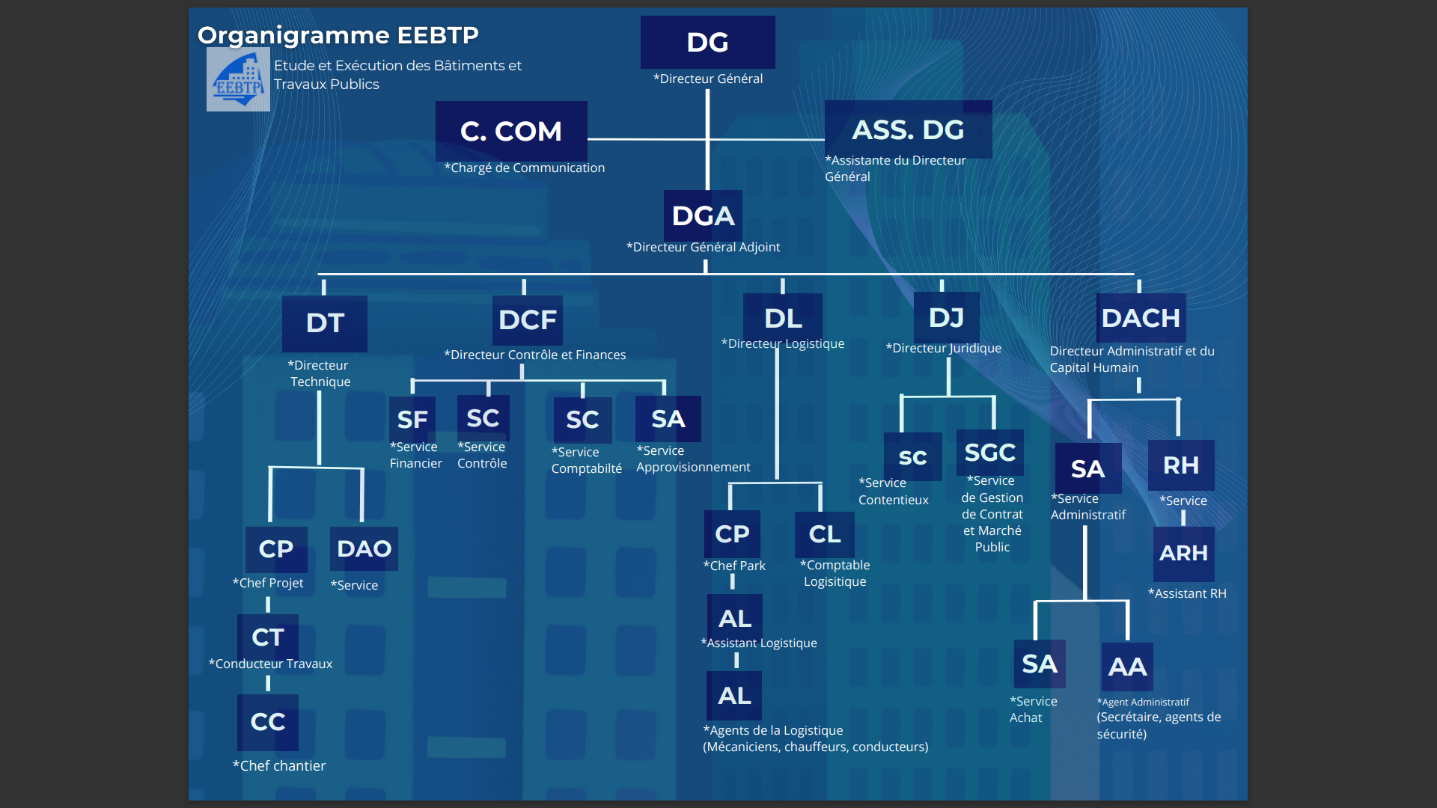 Organigramme EEBTP
EEBTP
Etude et Exécution des Bâtiments et
Travaux Publics
DG
*Directeur Général
C. COM
*Chargé de Communication
ASS. DG
*Assistante du Directeur
Général
DGA
*Directeur Général Adjoint
DT
*Directeur
Technique
DCF
*Directeur Contrôle et Finances
DL
*Directeur Logistique
DJ
*Directeur Juridique
DACH
Directeur Administratif et du
Capital Humain
SF
*Service
Financier
SC
*Service
Contrôle
SC
*Service
Comptabilté
SA
*Service
Approvisionnement
sc
*Service
Contentieux
SGC
*Service
de Gestion
de Contrat
et Marché
Public
SA
*Service
Administratif
RH
*Service
ARH
*Assistant RH
CP
*Chef Projet
DAO
*Service
CP
*Chef Park
CL
*Comptable
Logisitique
CT
*Conducteur Travaux
AL
*Assistant Logistique
CC
*Chef chantier
AL
*Agents de la Logistique
(Mécaniciens, chauffeurs, conducteurs)
SA
*Service
Achat
AA
*Agent Administratif
(Secrétaire, agents de
sécurité)